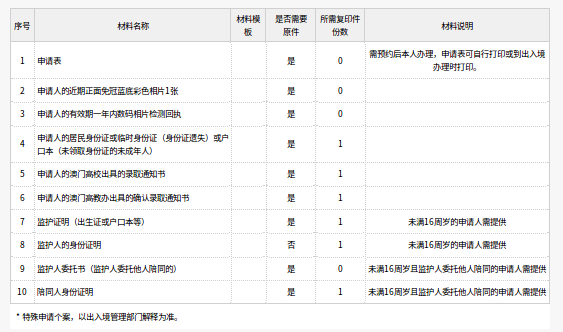 序号 材料名称 材料模板 是否需要原件 所需复印件份数 材料说明
1 申请表 是 0 需预约后本人办理，申请表可自行打印或到出入境
办理时打印。
2 申请人的近期正面免冠蓝底彩色相片1张 是 0
3 申请人的有效期一年内数码相片检测回执 是 0
4 申请人的居民身份证或临时身份证（身份证遗失）或户
口本（未领取身份证的未成年人） 是 1
5 申请人的澳门高校出具的录取通知书 是 1
6 申请人的澳门高教办出具的确认录取通知书 是 1
7 监护证明（出生证或户口本等） 是 1 未满16周岁的申请人需提供
8 监护人的身份证明 否 1 未满16周岁的申请人需提供
9 监护人委托书（监护人委托他人陪同的） 是 0 未满16周岁且监护人委托他人陪同的申请人需提供
10 陪同人身份证明 是 1 未满16周岁且监护人委托他人陪同的申请人需提供
* 特殊申请个案，以出入境管理部门解释为准。